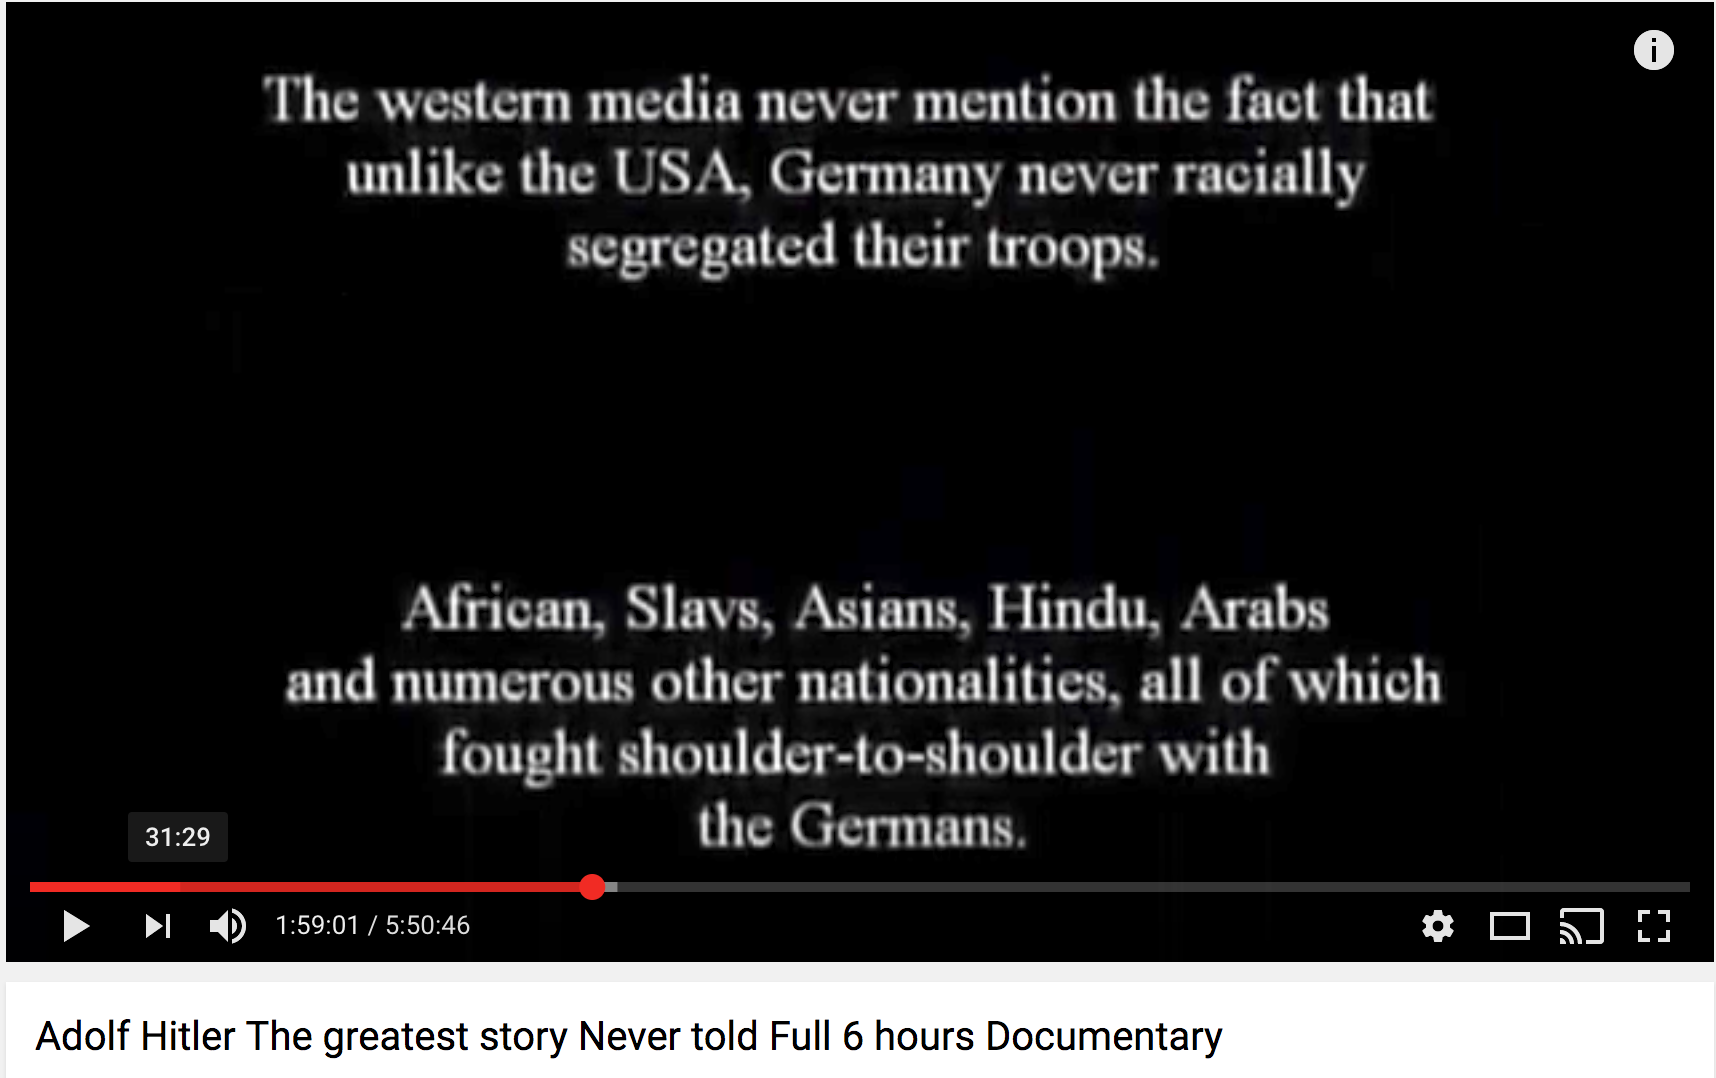 The western media never mention the fact that
unlike the USA, Germany never racially
segregated their troops.
African, Slavs, Asians, Hindu, Arabs
and numerous other nationalities, all of which
fought shoulder-to-shoulder with
the Germans.
31:29
1:59:01 / 5:50:46
Adolf Hitler The greatest story Never told Full 6 hours Documentary